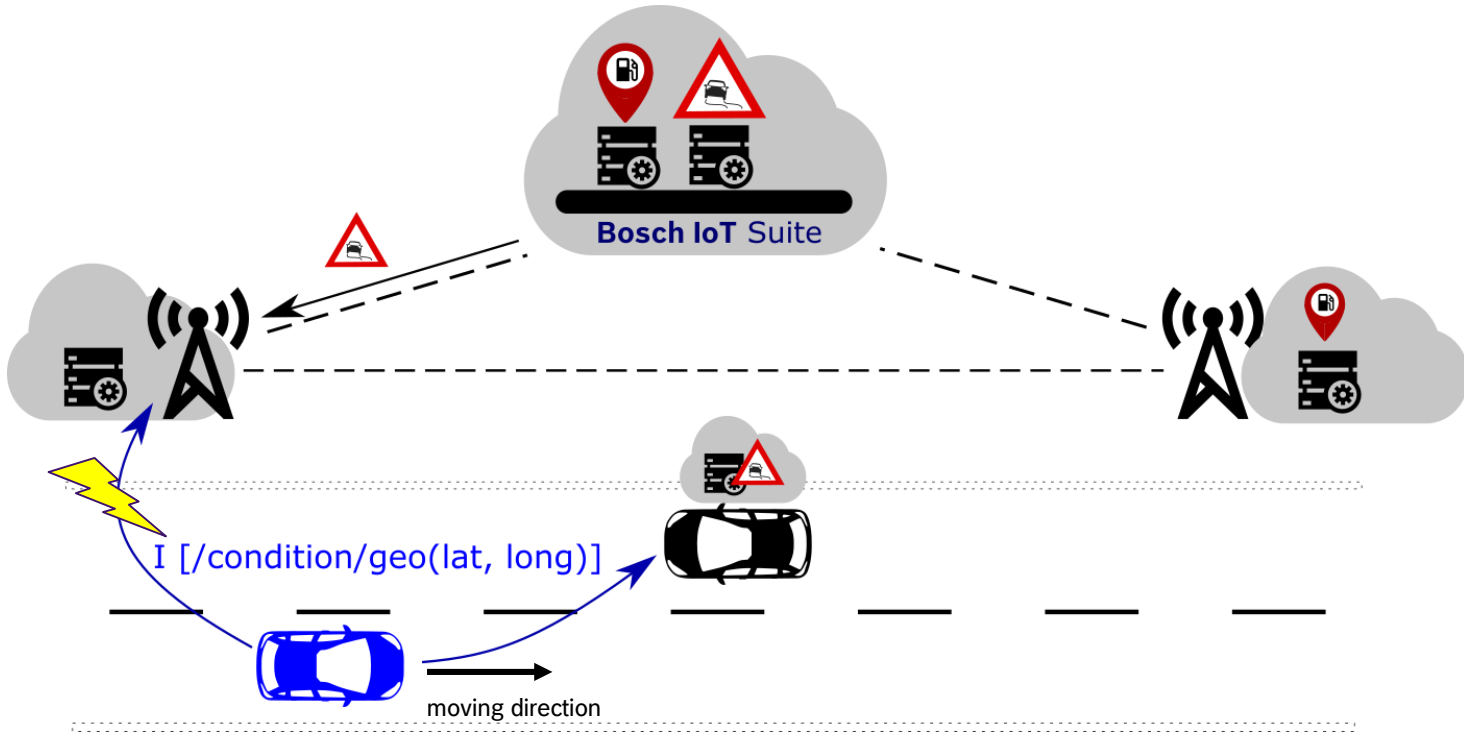 Bosch IoT Suite
I [/condition/geo(lat, long)]
moving direction